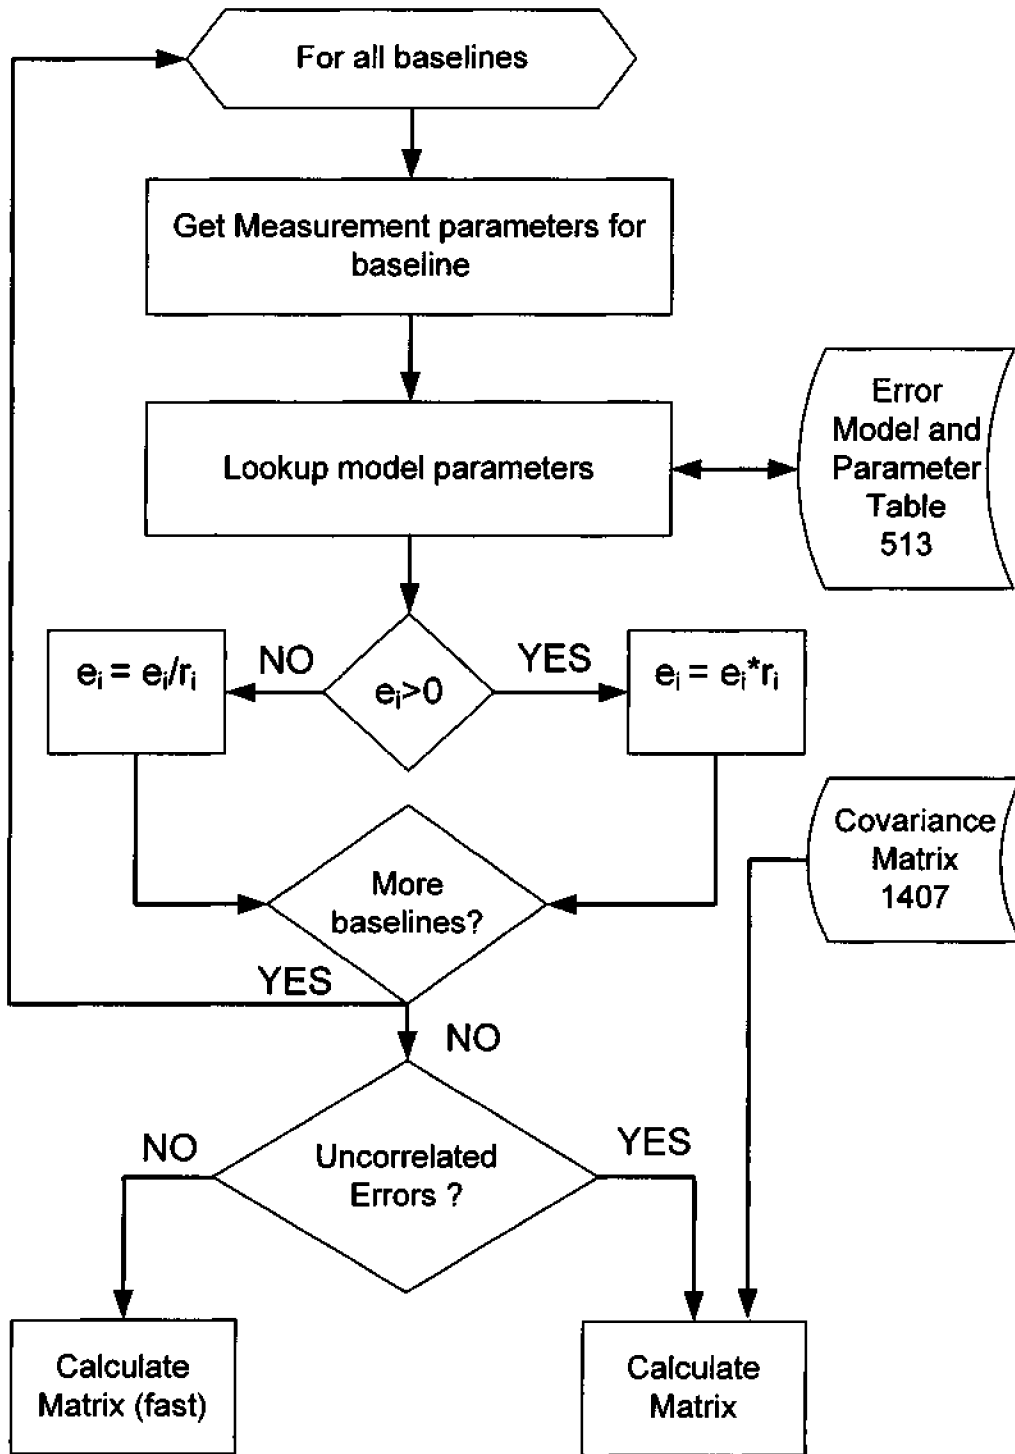 For all baselines
Get Measurement parameters for
baseline
Lookup model parameters
Error
Model and
Parameter
Table
513
eᵢ = eᵢ/rᵢ
NO
eᵢ>0
YES
eᵢ = eᵢ*rᵢ
More
baselines?
Covariance
Matrix
1407
YES
NO
NO
Uncorrelated
Errors ?
YES
Calculate
Matrix (fast)
Calculate
Matrix